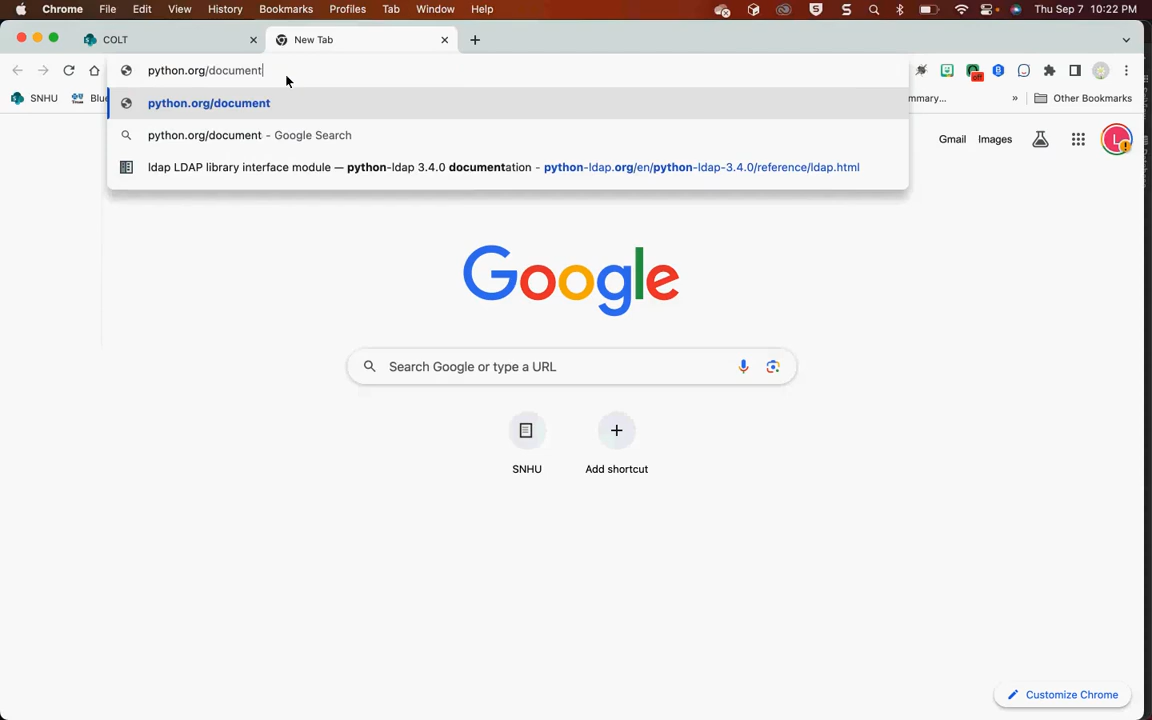 Chrome File Edit View History Bookmarks Profiles Tab Window Help Thu Sep 7 10:22 PM
COLT New Tab
python.org/document
SNHU Blue mmary... » Other Bookmarks
python.org/document
python.org/document - Google Search
ldap LDAP library interface module — python-ldap 3.4.0 documentation - python-ldap.org/en/python-ldap-3.4.0/reference/ldap.html
Gmail Images L
off
Google
Search Google or type a URL
SNHU Add shortcut
Customize Chrome